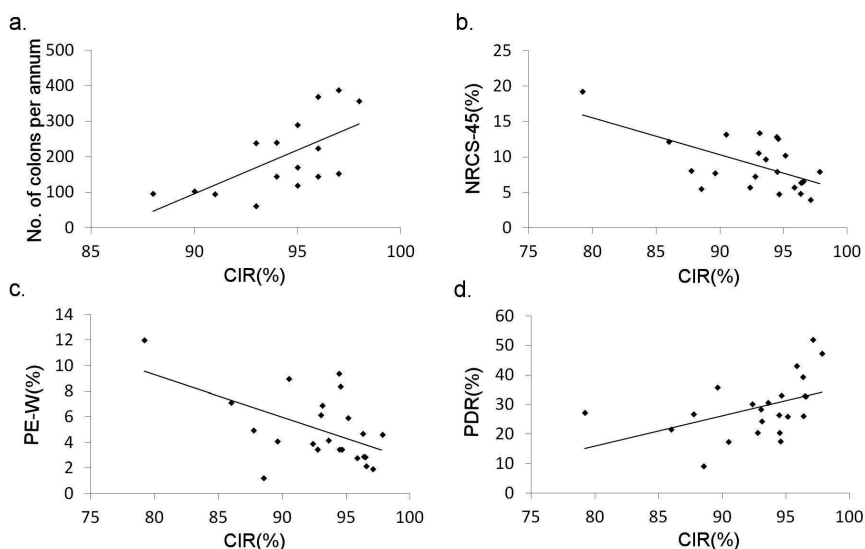 a.
No. of colons per annum
500
400
300
200
100
0
85 90 95 100
CIR(%)
b.
NRCS-45(%)
25
20
15
10
5
0
75 80 85 90 95 100
CIR(%)
c.
PE-W(%)
14
12
10
8
6
4
2
0
75 80 85 90 95 100
CIR(%)
d.
PDR(%)
60
50
40
30
20
10
0
75 80 85 90 95 100
CIR(%)